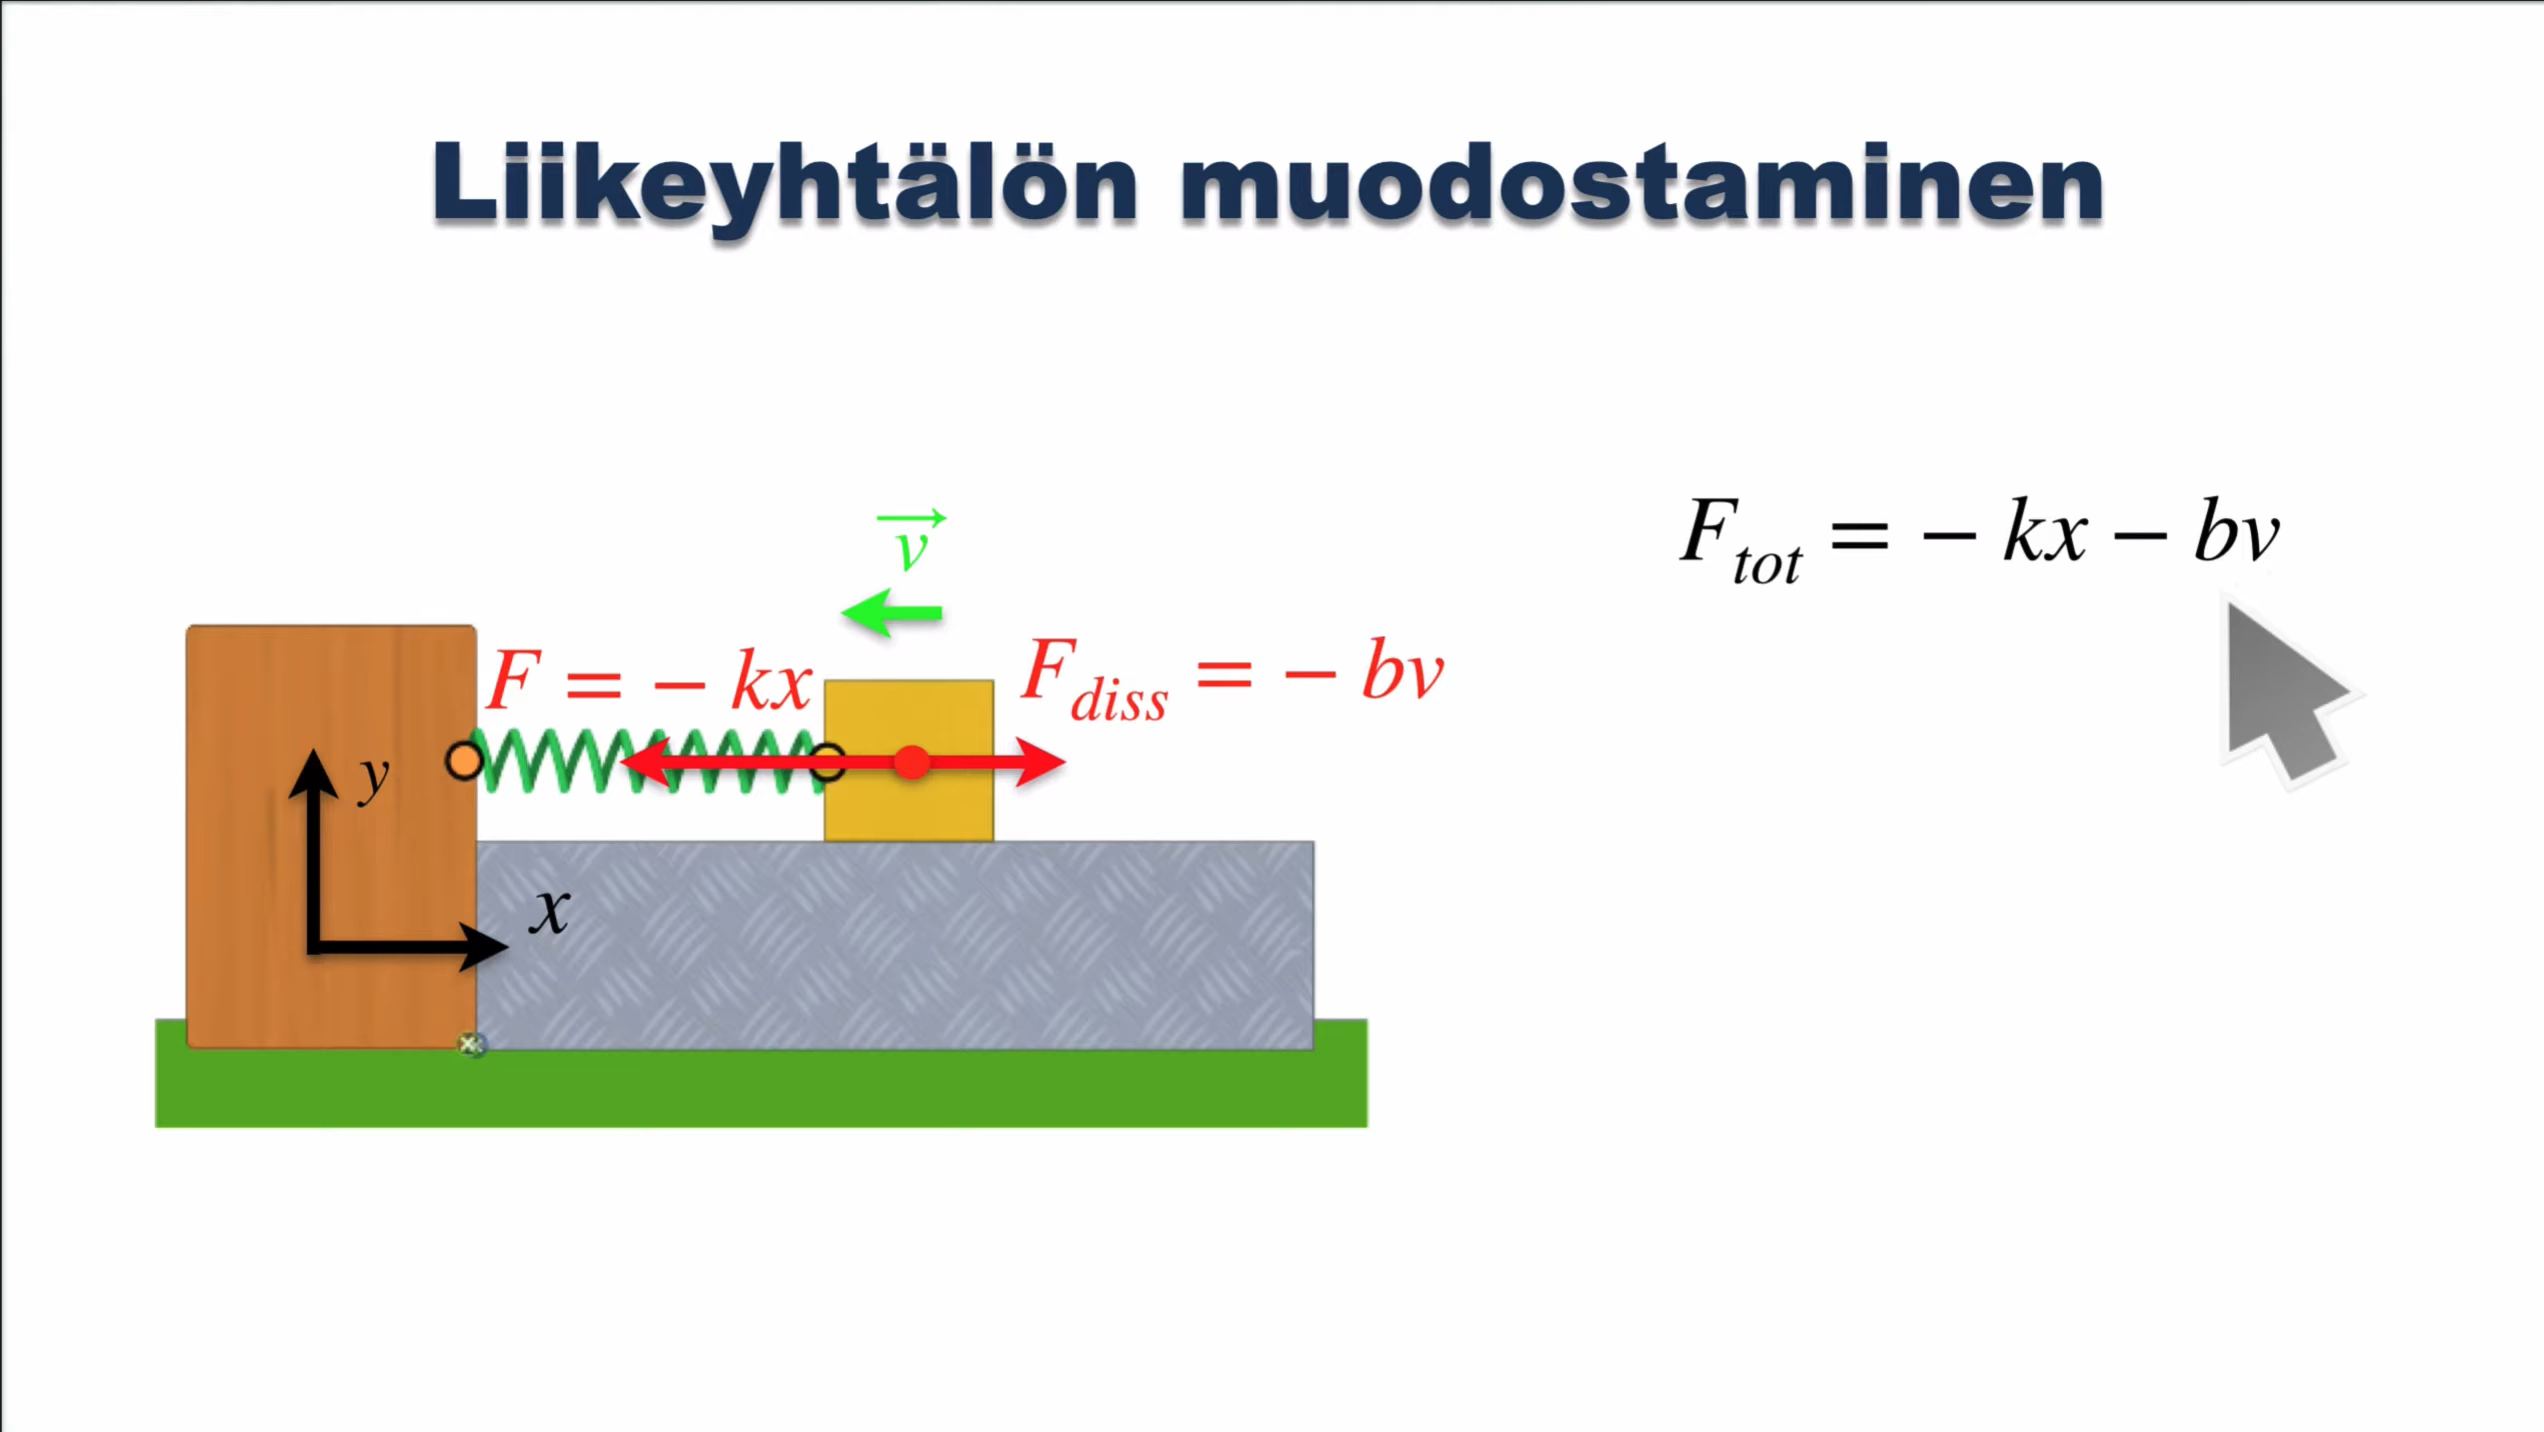 Liikeyhtälön muodostaminen
v⃗
F_tot = − kx − bv
F = − kx
F_diss = − bv
y
x